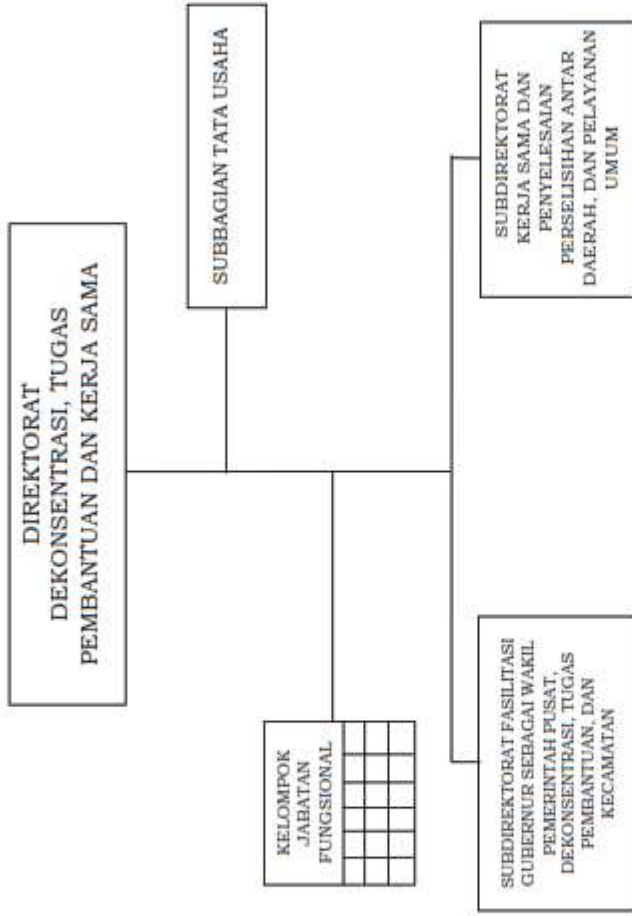 DIREKTORAT
DEKONSENTRASI, TUGAS
PEMBANTUAN DAN KERJA SAMA
SUBBAGIAN TATA USAHA
KELOMPOK
JABATAN
FUNGSIONAL
SUBDIREKTORAT FASILITASI
GUBERNUR SEBAGAI WAKIL
PEMERINTAH PUSAT,
DEKONSENTRASI, TUGAS
PEMBANTUAN, DAN
KECAMATAN
SUBDIREKTORAT
KERJA SAMA DAN
PENYELESAIAN
PERSELISIHAN ANTAR
DAERAH, DAN PELAYANAN
UMUM